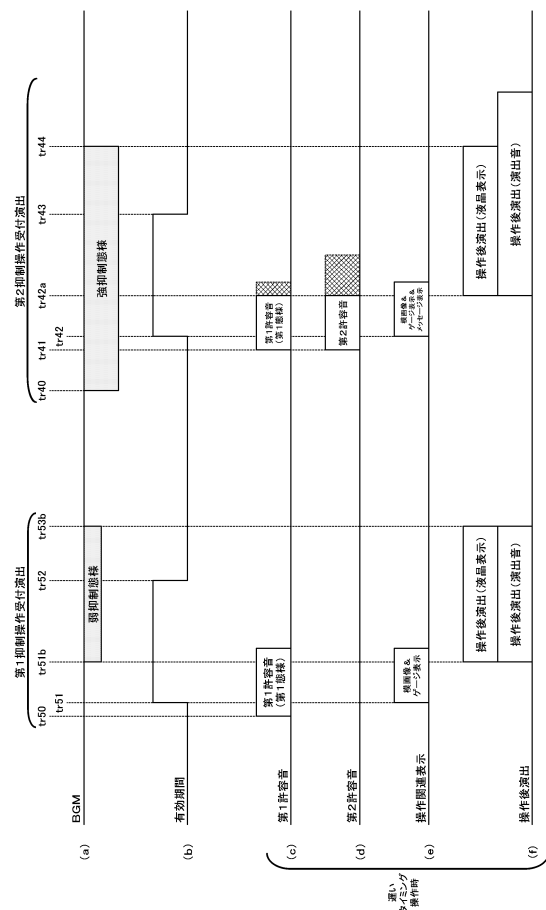 第1抑制操作受付演出
第2抑制操作受付演出
tr50
tr51
tr51b
tr52
tr53b
tr40
tr41
tr42
tr42a
tr43
tr44
(a)
BGM
弱抑制態様
強抑制態様
(b)
有効期間
遅い
タイミング
操作時
(c)
第1許容音
第1許容音
(第1態様)
第1許容音
(第1態様)
(d)
第2許容音
第2許容音
(e)
操作関連表示
模画像&
ゲージ表示
模画像&
ゲージ表示&
メッセージ表示
(f)
操作後演出
操作後演出(液晶表示)
操作後演出(演出音)
操作後演出(液晶表示)
操作後演出(演出音)